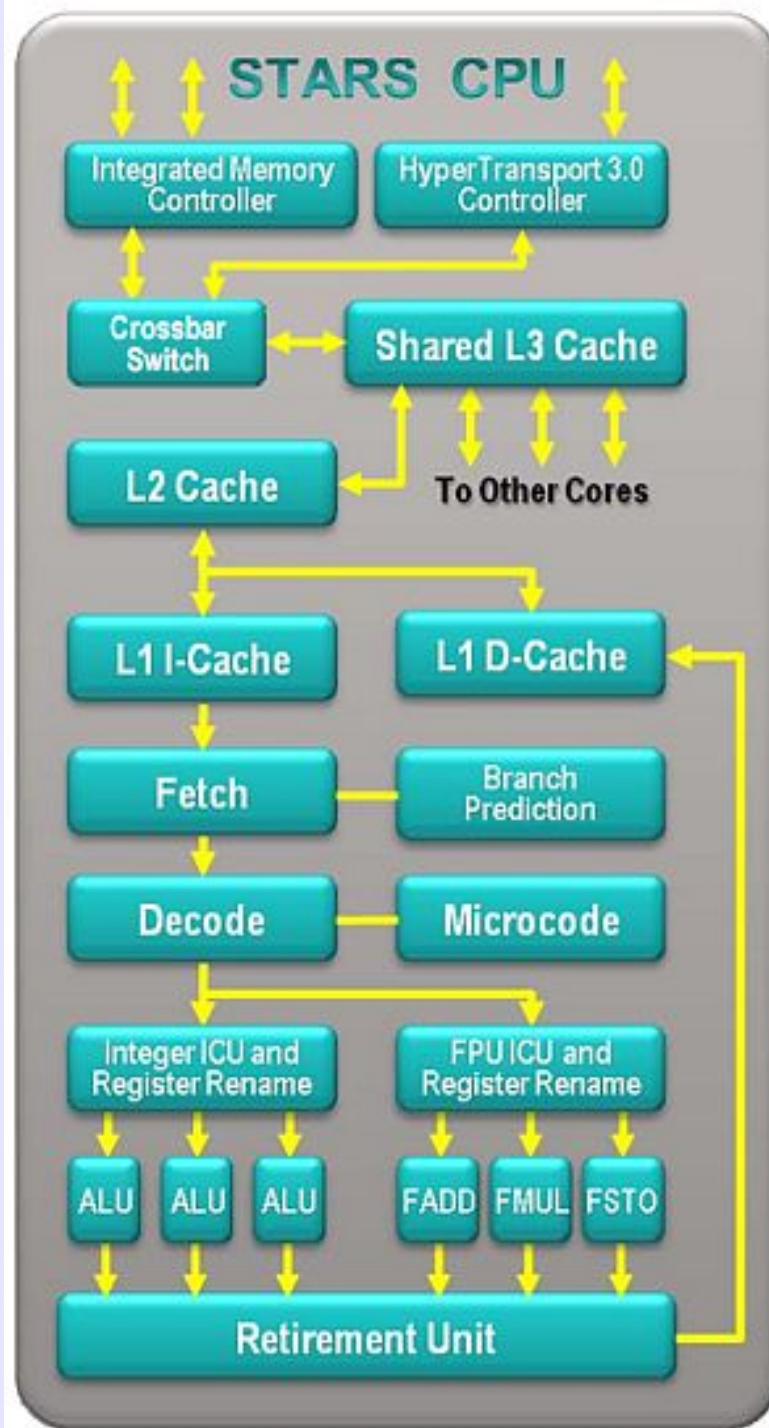 STARS CPU
Integrated Memory
Controller
HyperTransport 3.0
Controller
Crossbar
Switch
Shared L3 Cache
L2 Cache
To Other Cores
L1 I-Cache
L1 D-Cache
Fetch
Branch
Prediction
Decode
Microcode
Integer ICU and
Register Rename
FPU ICU and
Register Rename
ALU
ALU
ALU
FADD
FMUL
FSTO
Retirement Unit